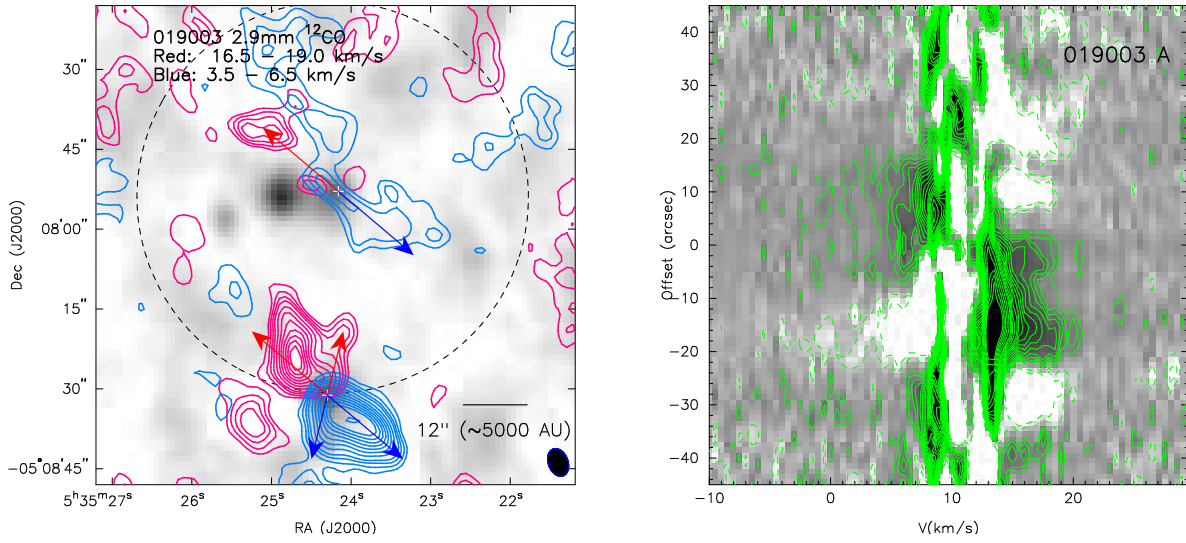 019003 2.9mm ¹²CO
Red: 16.5 – 19.0 km/s
Blue: 3.5 – 6.5 km/s
30"
45"
08'00"
15"
30"
−05°08'45"
Dec (J2000)
12" (~5000 AU)
5ʰ35ᵐ27ˢ
26ˢ
25ˢ
24ˢ
23ˢ
22ˢ
RA (J2000)
019003 A
40
30
20
10
0
−10
−20
−30
−40
Offset (arcsec)
−10
0
10
20
V(km/s)